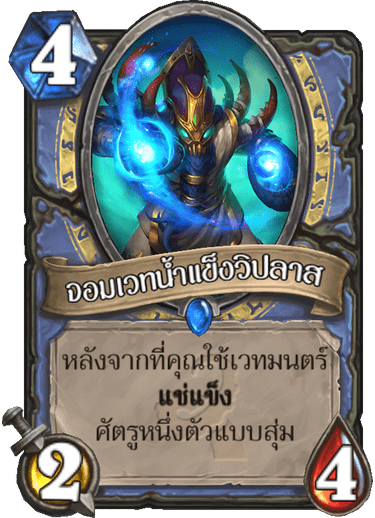 4
จอมเวทน้ำแข็งวิปลาส
หลังจากที่คุณใช้เวทมนตร์
แช่แข็ง
ศัตรูหนึ่งตัวแบบสุ่ม
2
4